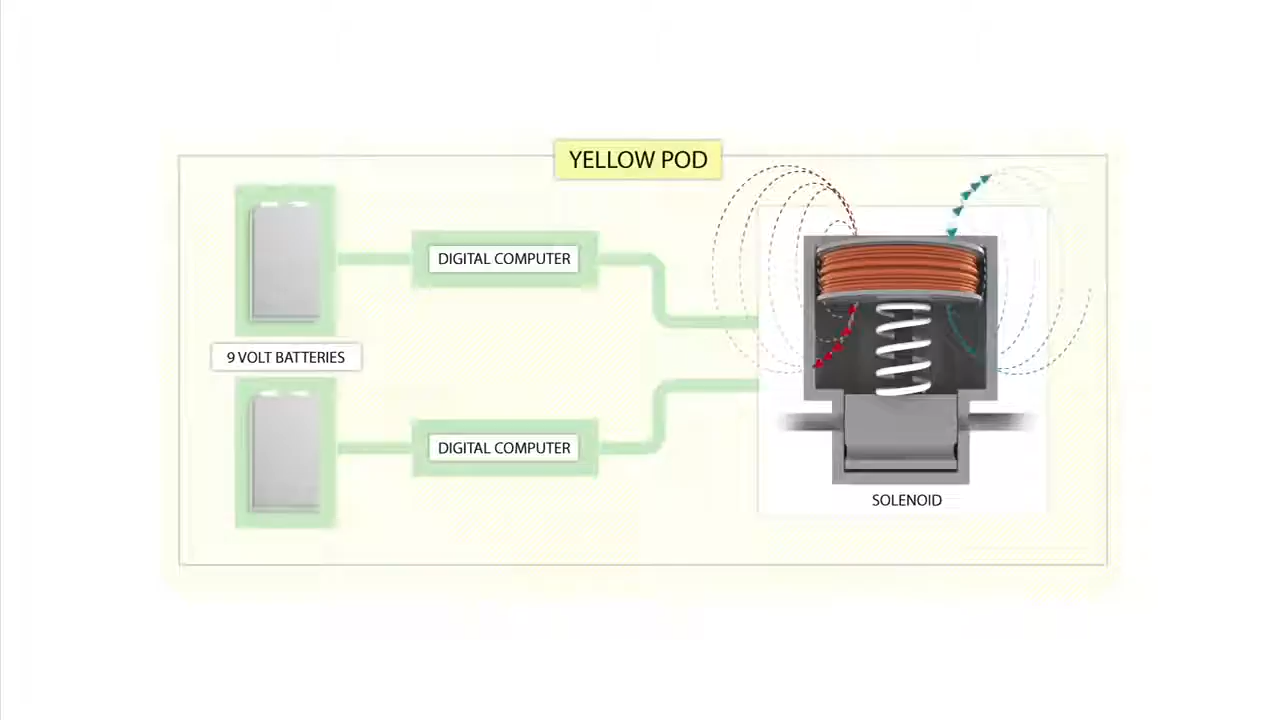 YELLOW POD
DIGITAL COMPUTER
9 VOLT BATTERIES
DIGITAL COMPUTER
SOLENOID